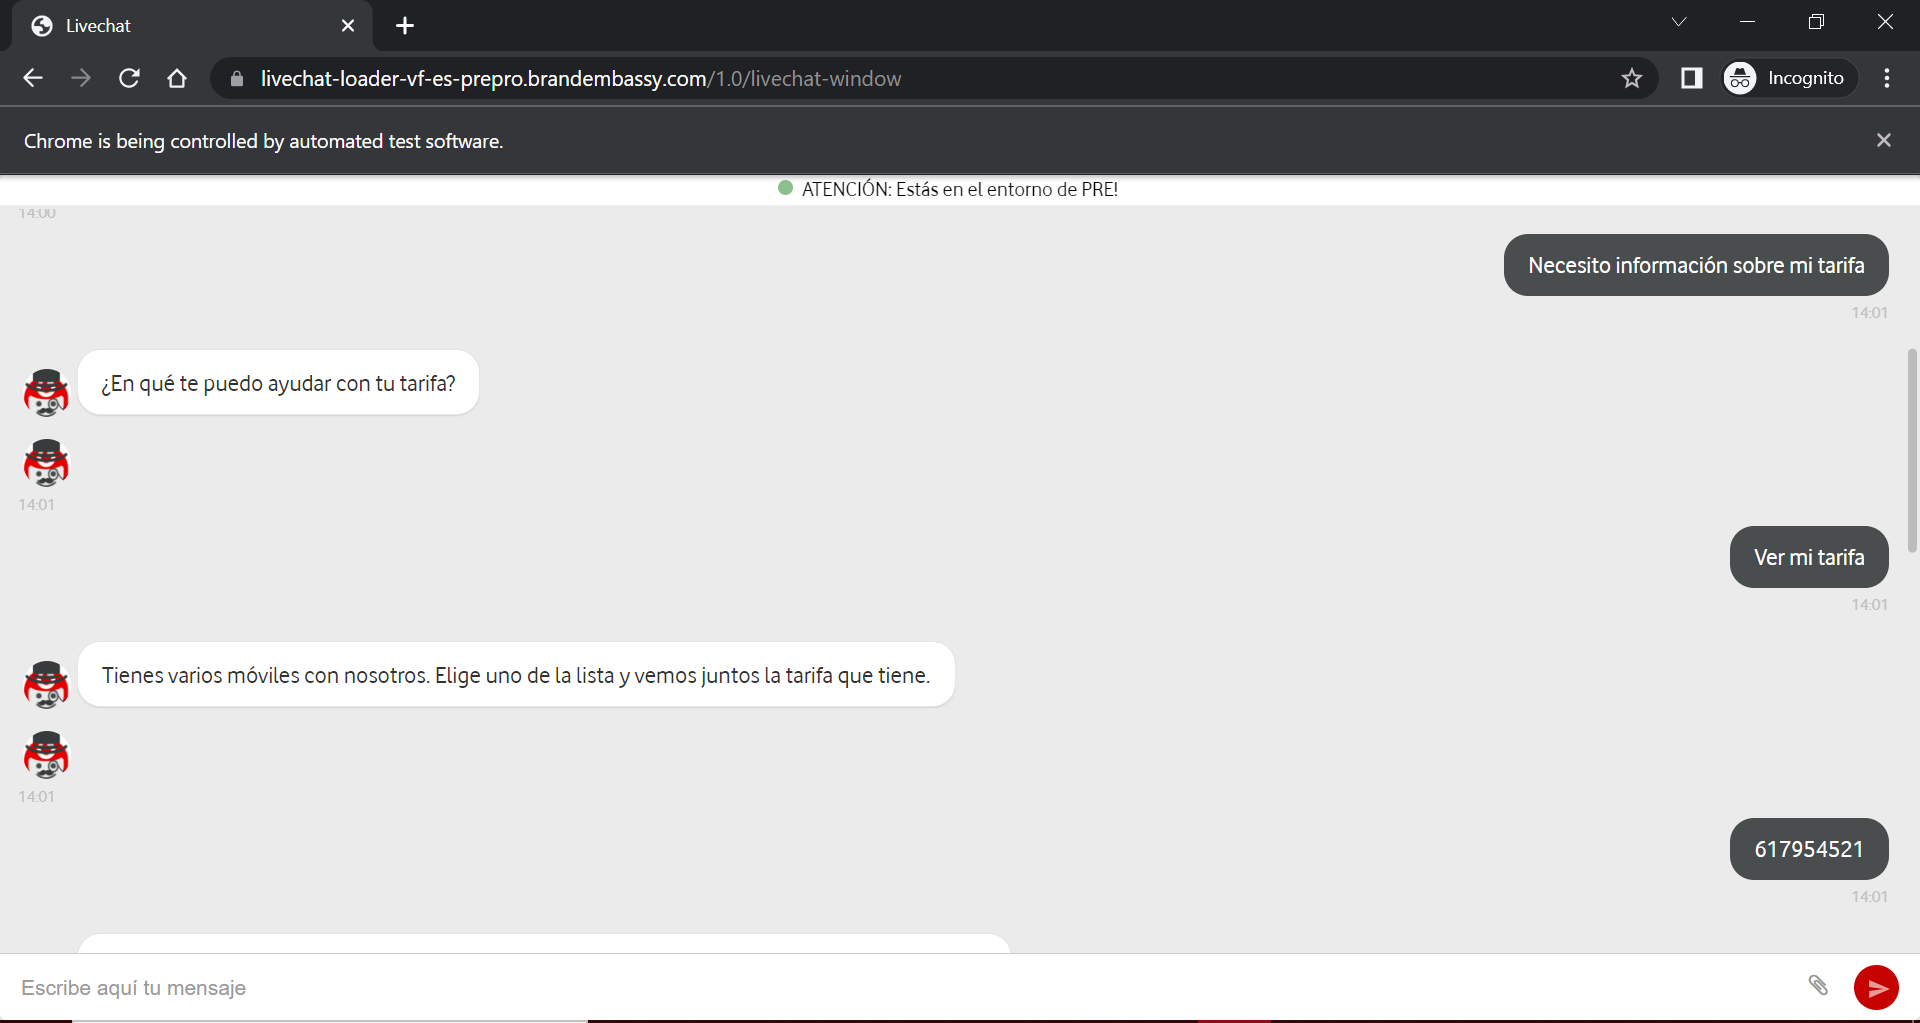 Livechat
livechat-loader-vf-es-prepro.brandembassy.com/1.0/livechat-window
Incognito
Chrome is being controlled by automated test software.
ATENCIÓN: Estás en el entorno de PRE!
14:00
Necesito información sobre mi tarifa
14:01
¿En qué te puedo ayudar con tu tarifa?
14:01
Ver mi tarifa
14:01
Tienes varios móviles con nosotros. Elige uno de la lista y vemos juntos la tarifa que tiene.
14:01
617954521
14:01
Escribe aquí tu mensaje